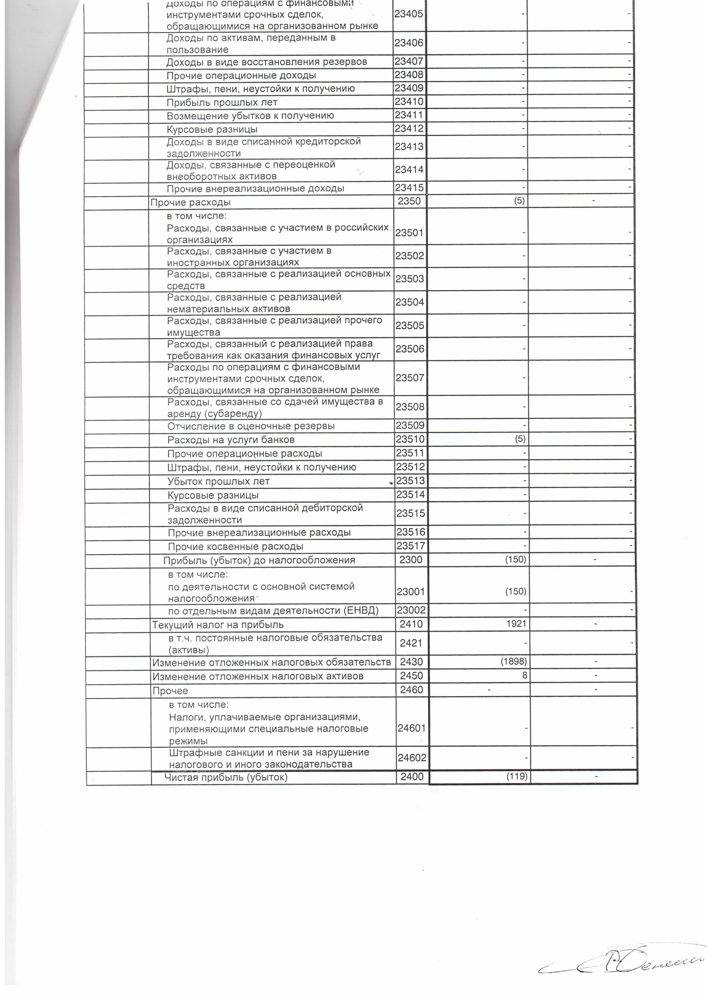 Доходы по операциям с финансовыми
инструментами срочных сделок,
обращающимися на организованном рынке 23405 - -
Доходы по активам, переданным в
пользование 23406 - -
Доходы в виде восстановления резервов 23407 - -
Прочие операционные доходы 23408 - -
Штрафы, пени, неустойки к получению 23409 - -
Прибыль прошлых лет 23410 - -
Возмещение убытков к получению 23411 - -
Курсовые разницы 23412 - -
Доходы в виде списанной кредиторской
задолженности 23413 - -
Доходы, связанные с переоценкой
внеоборотных активов 23414 - -
Прочие внереализационные доходы 23415 - -
Прочие расходы 2350 (5) -
в том числе:
Расходы, связанные с участием в российских
организациях 23501 - -
Расходы, связанные с участием в
иностранных организациях 23502 - -
Расходы, связанные с реализацией основных
средств 23503 - -
Расходы, связанные с реализацией
нематериальных активов 23504 - -
Расходы, связанные с реализацией прочего
имущества 23505 - -
Расходы, связанный с реализацией права
требования как оказания финансовых услуг 23506 - -
Расходы по операциям с финансовыми
инструментами срочных сделок,
обращающимися на организованном рынке 23507 - -
Расходы, связанные со сдачей имущества в
аренду (субаренду) 23508 - -
Отчисление в оценочные резервы 23509 - -
Расходы на услуги банков 23510 (5) -
Прочие операционные расходы 23511 - -
Штрафы, пени, неустойки к получению 23512 - -
Убыток прошлых лет 23513 - -
Курсовые разницы 23514 - -
Расходы в виде списанной дебиторской
задолженности 23515 - -
Прочие внереализационные расходы 23516 - -
Прочие косвенные расходы 23517 - -
Прибыль (убыток) до налогообложения 2300 (150) -
в том числе:
по деятельности с основной системой
налогообложения 23001 (150) -
по отдельным видам деятельности (ЕНВД) 23002 - -
Текущий налог на прибыль 2410 1921 -
в т.ч. постоянные налоговые обязательства
(активы) 2421 - -
Изменение отложенных налоговых обязательств 2430 (1898) -
Изменение отложенных налоговых активов 2450 8 -
Прочее 2460 - -
в том числе:
Налоги, уплачиваемые организациями,
применяющими специальные налоговые
режимы 24601 - -
Штрафные санкции и пени за нарушение
налогового и иного законодательства 24602 - -
Чистая прибыль (убыток) 2400 (119) -